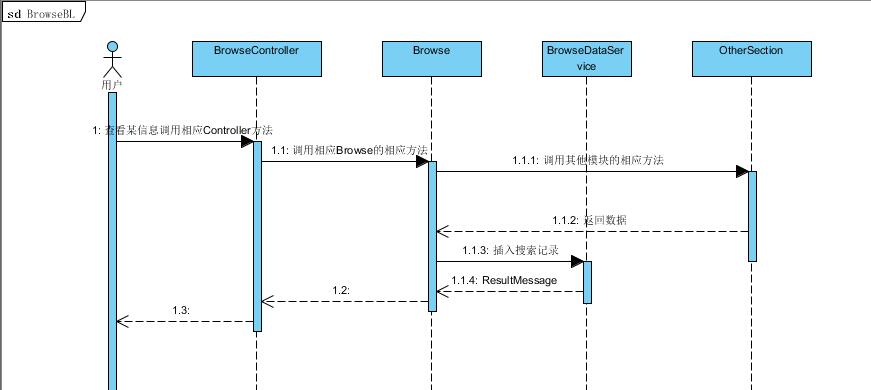 sd BrowseBL
BrowseController
Browse
BrowseDataSer
vice
OtherSection
用户
1: 查看某信息调用相应Controller方法
1.1: 调用相应Browse的相应方法
1.1.1: 调用其他模块的相应方法
1.1.2: 返回数据
1.1.3: 插入搜索记录
1.1.4: ResultMessage
1.2:
1.3: